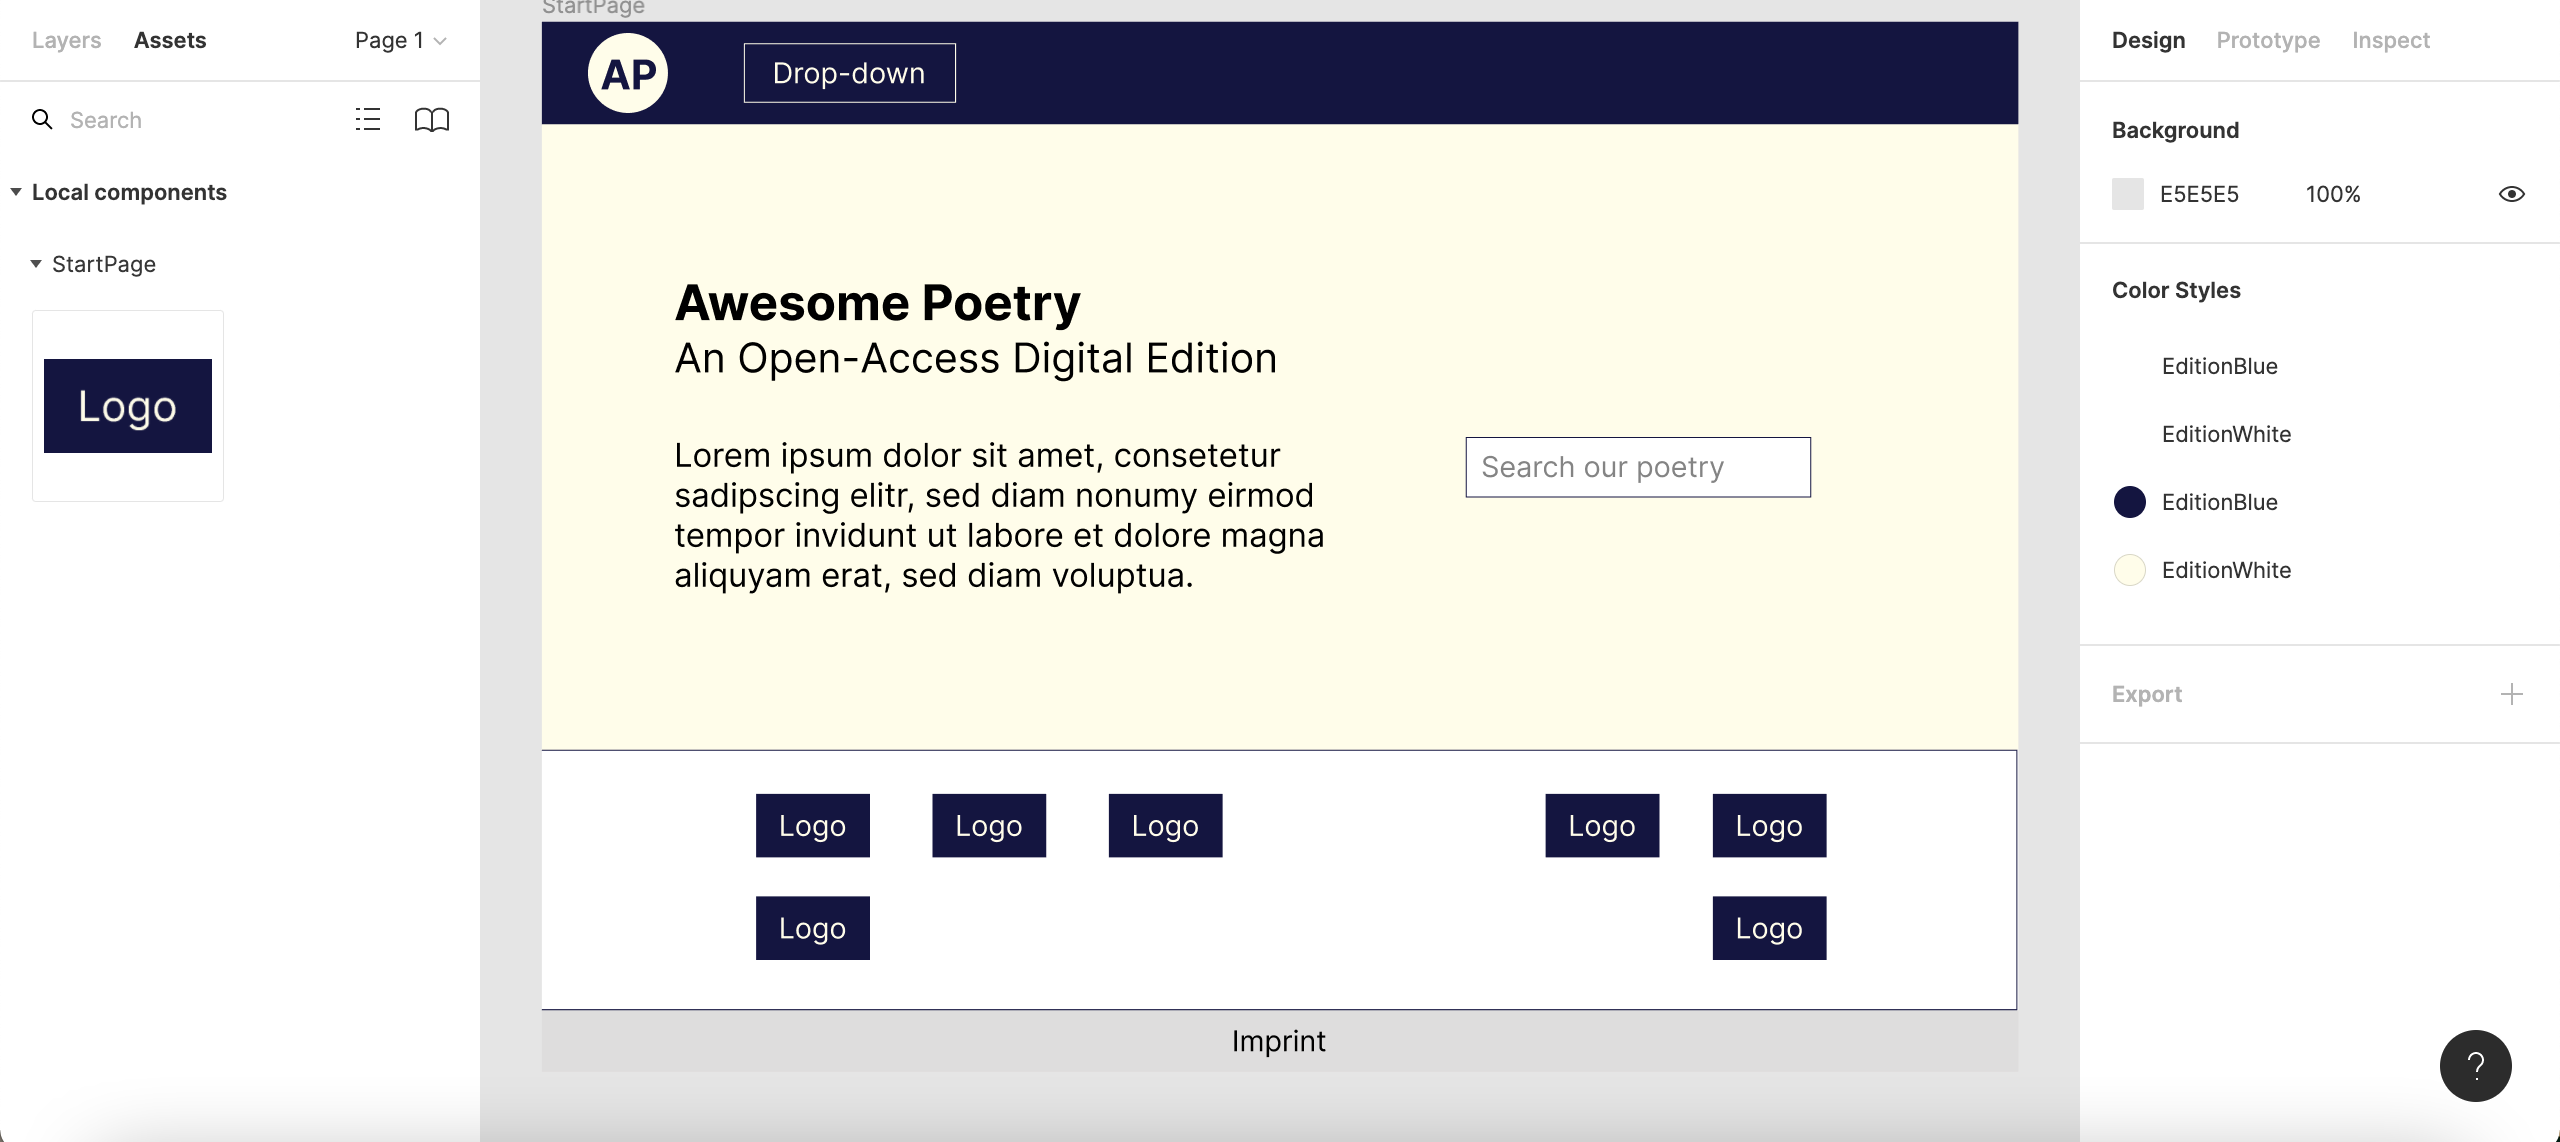 Layers Assets Page 1
Search
Local components
StartPage
Logo
StartPage
AP Drop-down
Awesome Poetry
An Open-Access Digital Edition
Lorem ipsum dolor sit amet, consetetur
sadipscing elitr, sed diam nonumy eirmod
tempor invidunt ut labore et dolore magna
aliquyam erat, sed diam voluptua.
Search our poetry
Logo Logo Logo Logo Logo
Logo Logo
Imprint
Design Prototype Inspect
Background
E5E5E5 100%
Color Styles
EditionBlue
EditionWhite
EditionBlue
EditionWhite
Export
?